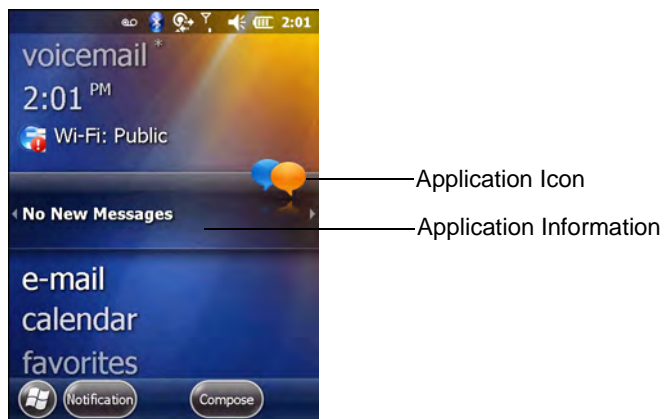 2:01
voicemail *
2:01 PM
Wi-Fi: Public
Application Icon
No New Messages
Application Information
e-mail
calendar
favorites
Notification Compose